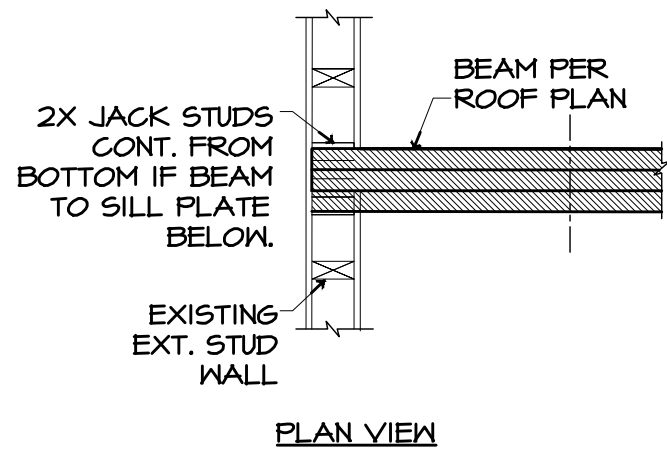 BEAM PER
ROOF PLAN
2X JACK STUDS
CONT. FROM
BOTTOM IF BEAM
TO SILL PLATE
BELOW.
EXISTING
EXT. STUD
WALL
PLAN VIEW